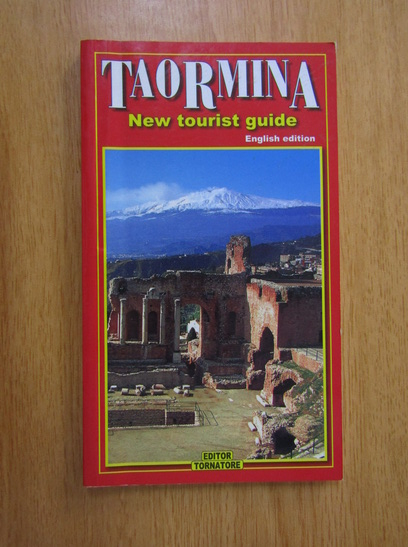 TAORMINA
New tourist guide
English edition
EDITOR
TORNATORE